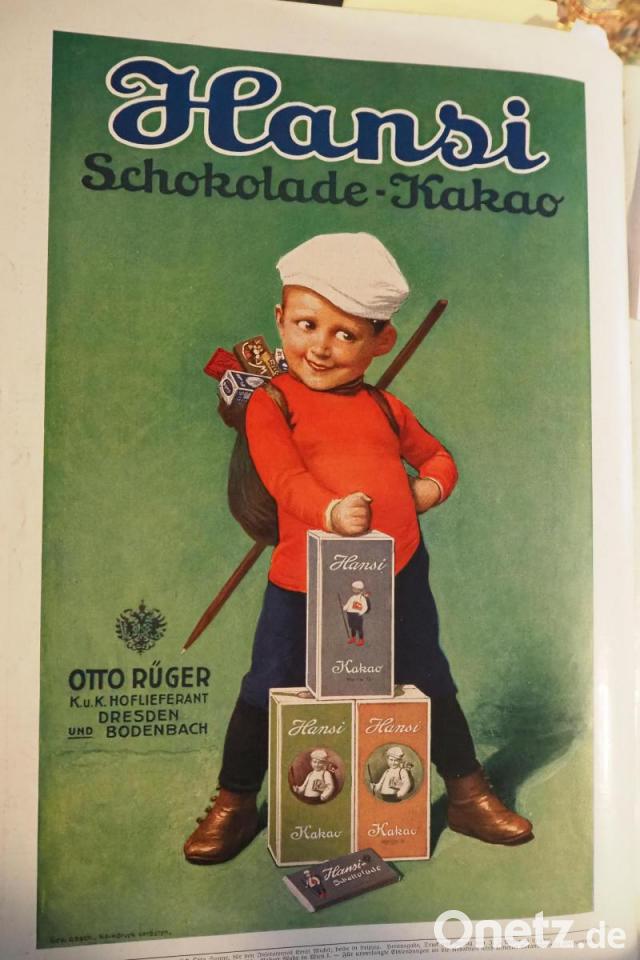 Hansi
Schokolade-Kakao
Hansi
Kakao
OTTO RÜGER
K.u.K. HOFLIEFERANT
DRESDEN
UND BODENBACH
Hansi
Hansi
Kakao
Kakao
Hansi-
Schokolade
Onetz.de